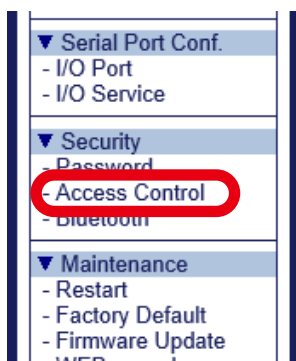 ▼ Serial Port Conf.
- I/O Port
- I/O Service
▼ Security
- Password
- Access Control
- Bluetooth
▼ Maintenance
- Restart
- Factory Default
- Firmware Update